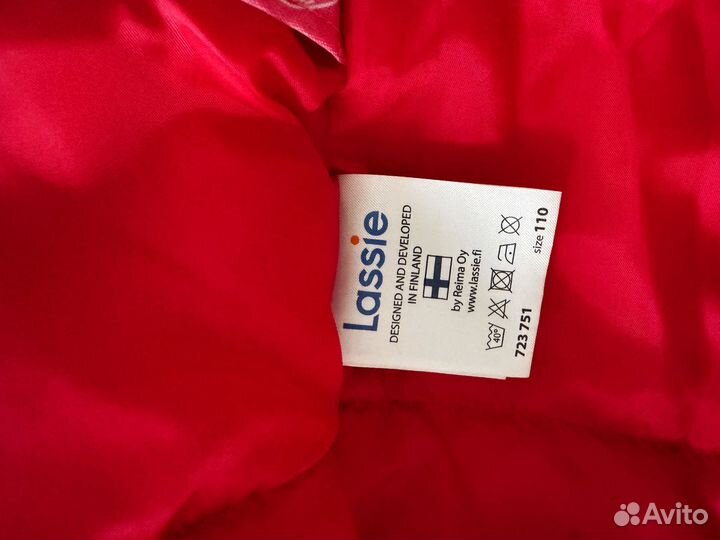 Lassie
DESIGNED AND DEVELOPED
IN FINLAND
by Reima Oy
www.lassie.fi
40°
723 751
size 110
Avito